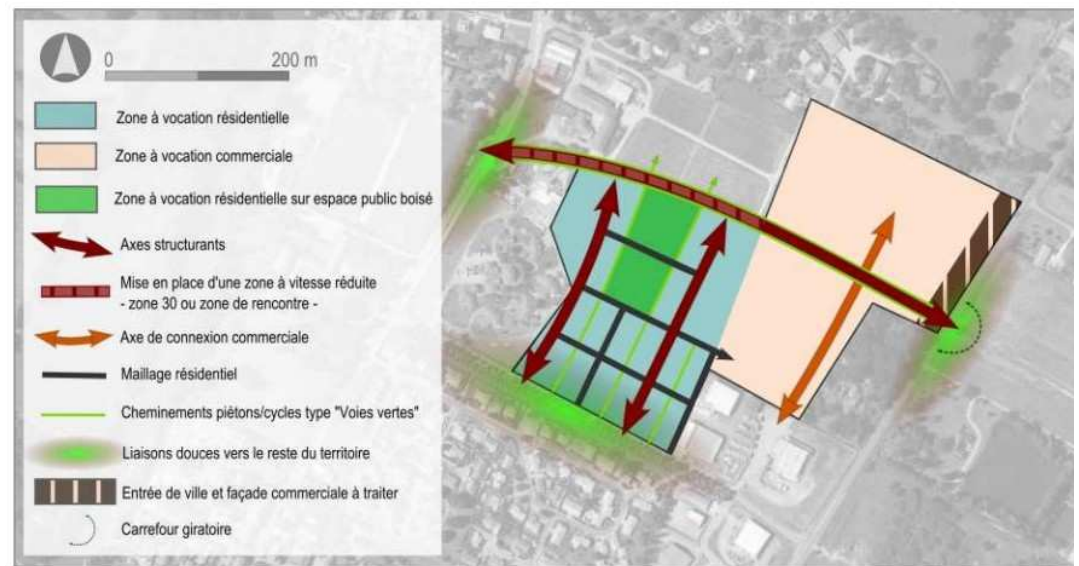 0 200 m
Zone à vocation résidentielle
Zone à vocation commerciale
Zone à vocation résidentielle sur espace public boisé
Axes structurants
Mise en place d'une zone à vitesse réduite
- zone 30 ou zone de rencontre -
Axe de connexion commerciale
Maillage résidentiel
Cheminements piétons/cycles type "Voies vertes"
Liaisons douces vers le reste du territoire
Entrée de ville et façade commerciale à traiter
Carrefour giratoire